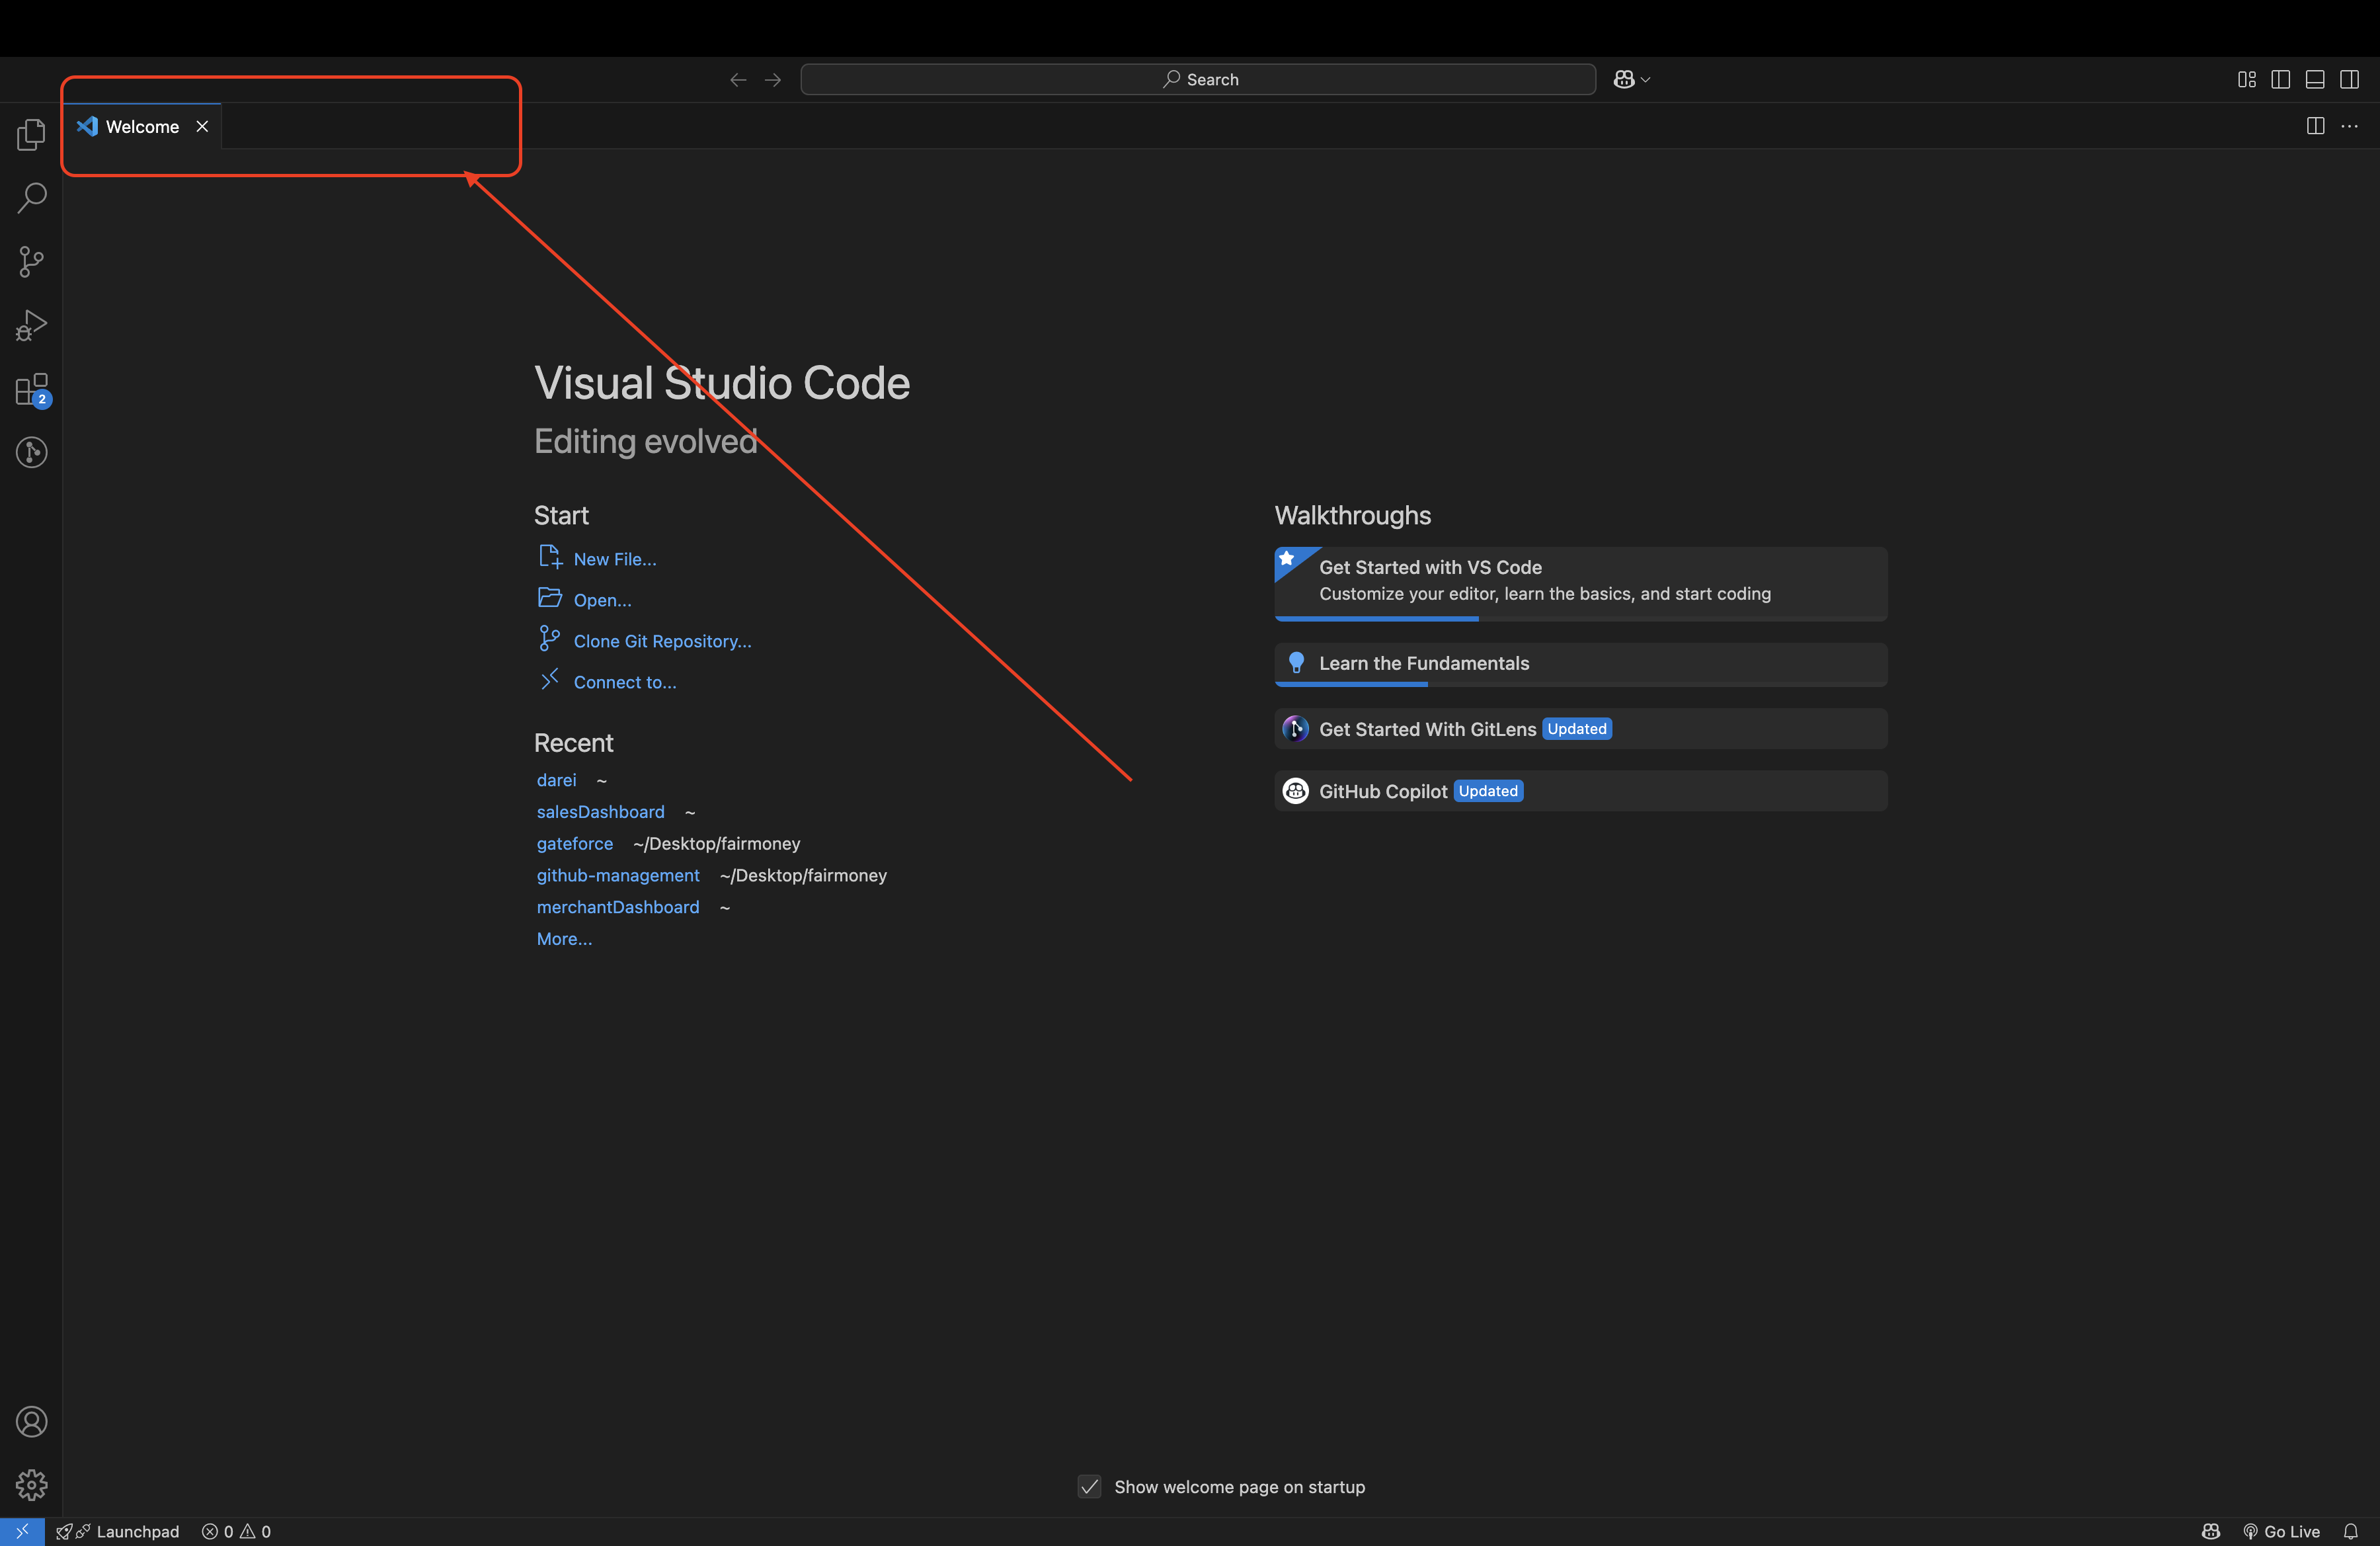 Search
Welcome
Visual Studio Code
Editing evolved
Start
New File...
Open...
Clone Git Repository...
Connect to...
Recent
darei ~
salesDashboard ~
gateforce ~/Desktop/fairmoney
github-management ~/Desktop/fairmoney
merchantDashboard ~
More...
Walkthroughs
Get Started with VS Code
Customize your editor, learn the basics, and start coding
Learn the Fundamentals
Get Started With GitLens Updated
GitHub Copilot Updated
2
Show welcome page on startup
Launchpad 0 0 Go Live